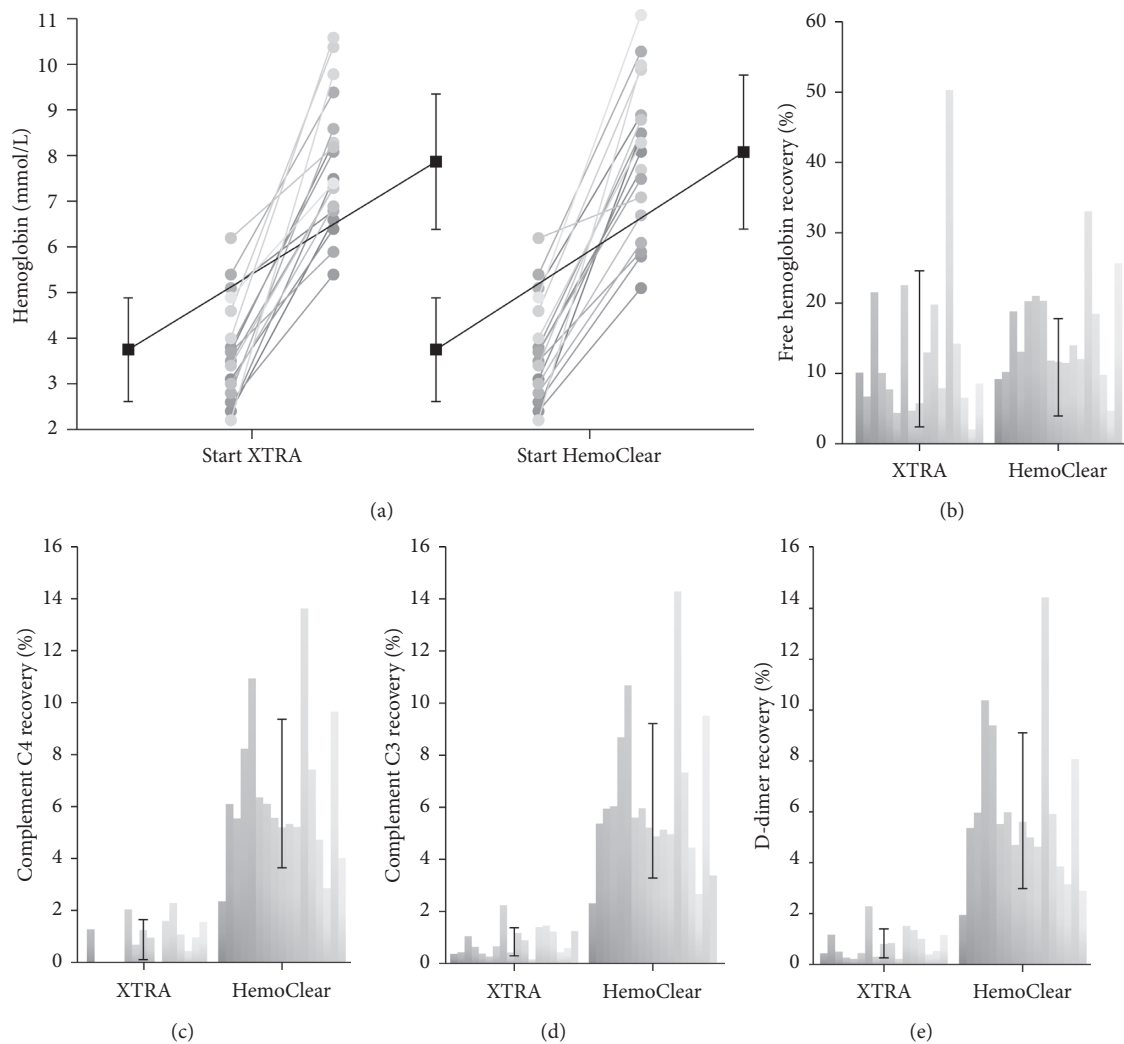 Hemoglobin (mmol/L)
11
10
9
8
7
6
5
4
3
2
Start XTRA
Start HemoClear
(a)
Free hemoglobin recovery (%)
60
50
40
30
20
10
0
XTRA
HemoClear
(b)
Complement C4 recovery (%)
16
14
12
10
8
6
4
2
0
XTRA
HemoClear
(c)
Complement C3 recovery (%)
16
14
12
10
8
6
4
2
0
XTRA
HemoClear
(d)
D-dimer recovery (%)
16
14
12
10
8
6
4
2
0
XTRA
HemoClear
(e)